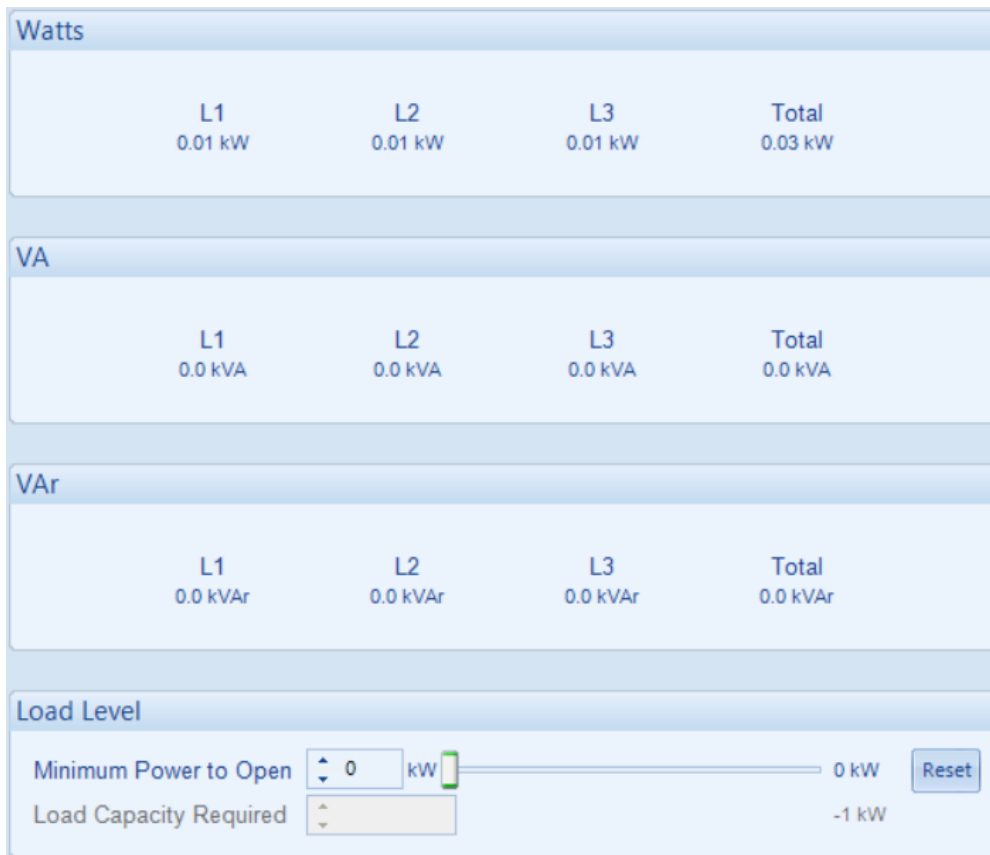 Watts
L1 L2 L3 Total
0.01 kW 0.01 kW 0.01 kW 0.03 kW
VA
L1 L2 L3 Total
0.0 kVA 0.0 kVA 0.0 kVA 0.0 kVA
VAr
L1 L2 L3 Total
0.0 kVAr 0.0 kVAr 0.0 kVAr 0.0 kVAr
Load Level
Minimum Power to Open 0 kW 0 kW Reset
Load Capacity Required -1 kW